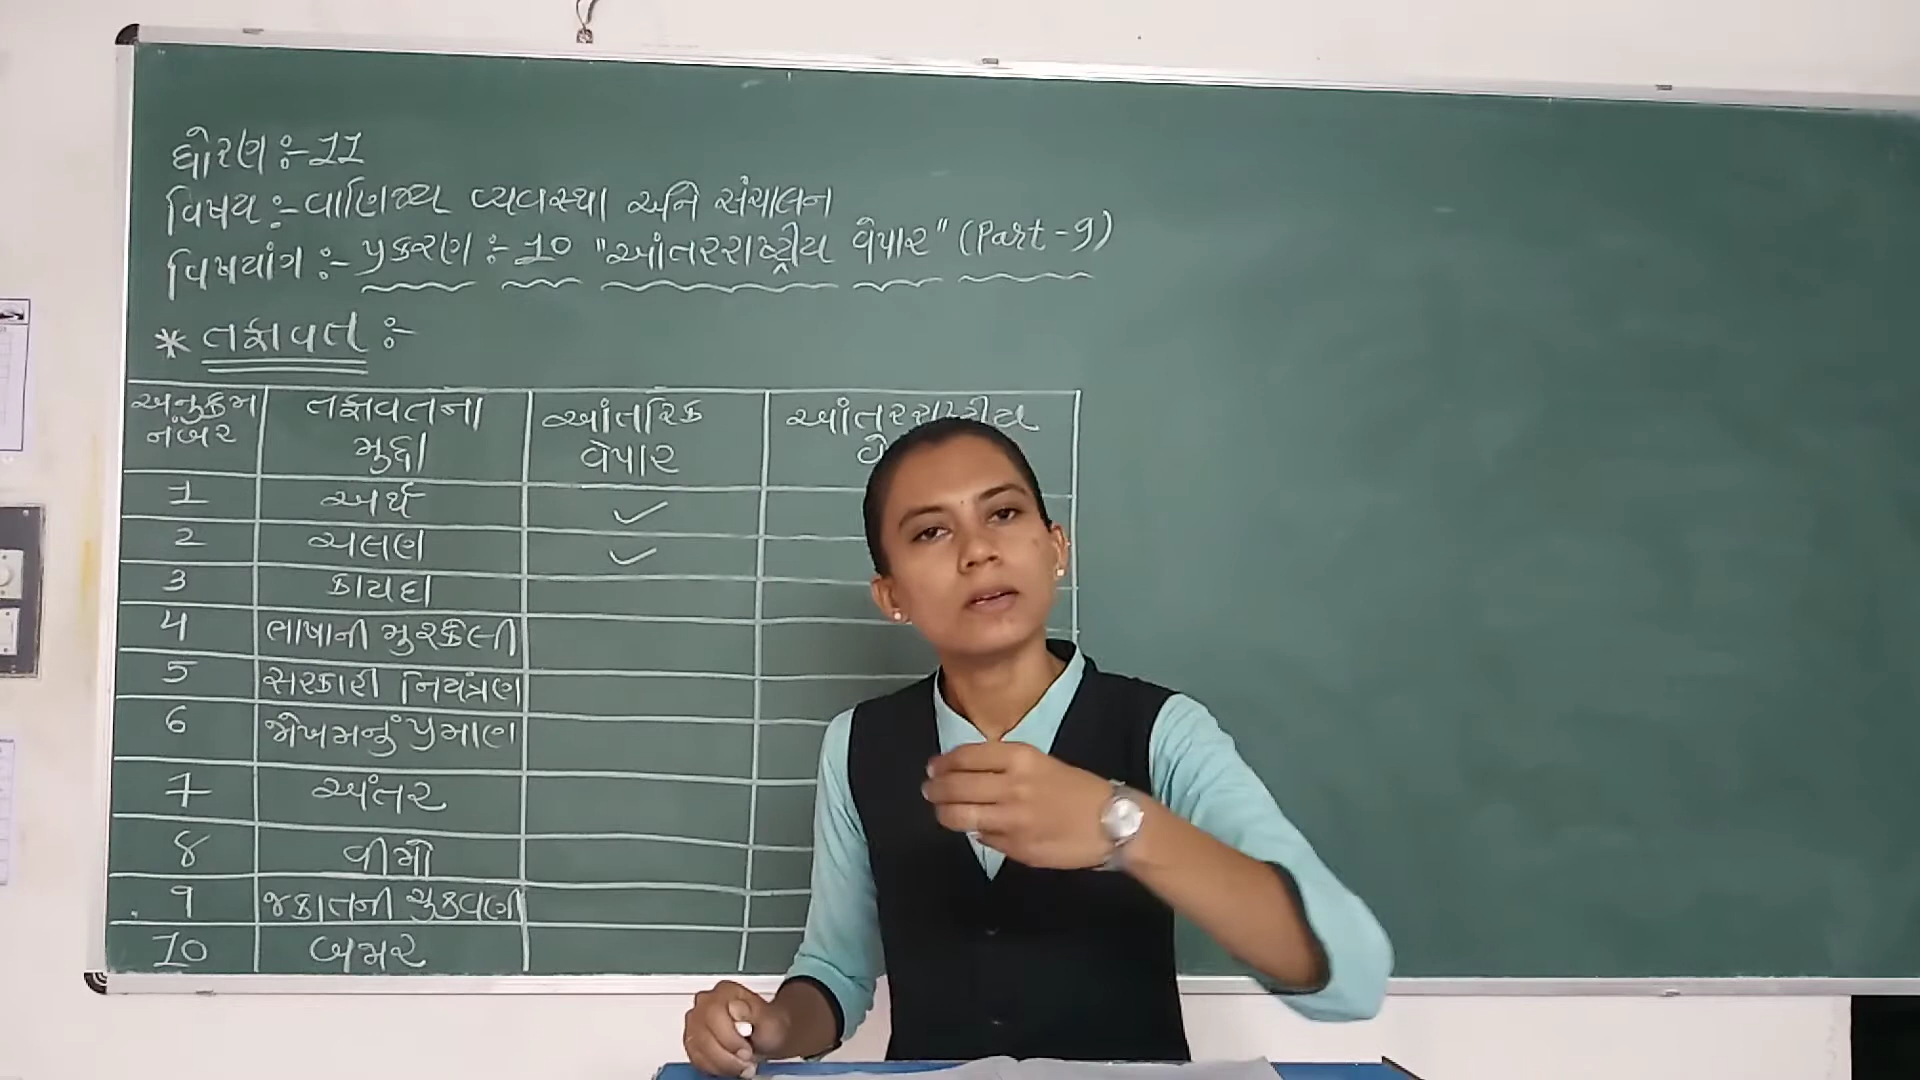 ધોરણ :- 11
વિષય :- વાણિજ્ય વ્યવસ્થા અને સંચાલન
વિષયાંગ :- પ્રકરણ :- 10 "આંતરરાષ્ટ્રીય વેપાર" (Part-9)
* તફાવત :-
અનુક્રમ નંબર તફાવતના મુદ્દા આંતરિક વેપાર આંતરરાષ્ટ્રીય
1 અર્થ ✓
2 ચલણ ✓
3 કાયદા
4 ભાષાની મુશ્કેલી
5 સરકારી નિયંત્રણ
6 જોખમનું પ્રમાણ
7 અંતર
8 વીમો
9 જકાતની ચુકવણી
10 બજાર